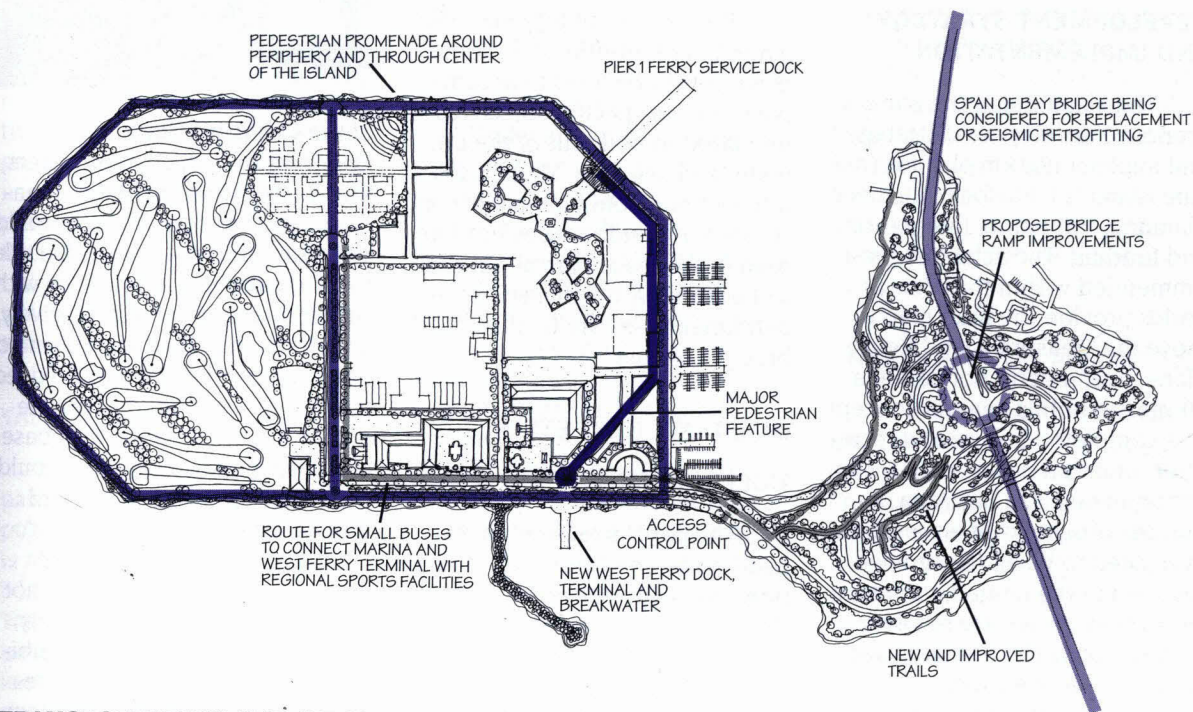 PEDESTRIAN PROMENADE AROUND
PERIPHERY AND THROUGH CENTER
OF THE ISLAND
PIER 1 FERRY SERVICE DOCK
SPAN OF BAY BRIDGE BEING
CONSIDERED FOR REPLACEMENT
OR SEISMIC RETROFITTING
PROPOSED BRIDGE
RAMP IMPROVEMENTS
MAJOR
PEDESTRIAN
FEATURE
ROUTE FOR SMALL BUSES
TO CONNECT MARINA AND
WEST FERRY TERMINAL WITH
REGIONAL SPORTS FACILITIES
ACCESS
CONTROL POINT
NEW WEST FERRY DOCK,
TERMINAL AND
BREAKWATER
NEW AND IMPROVED
TRAILS